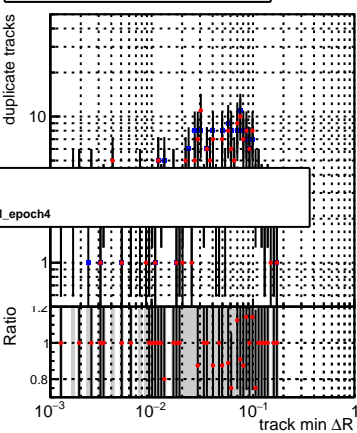 duplicate tracks
10
l_epoch4
1
Ratio
1.2
1
0.8
10⁻³ 10⁻² 10⁻¹ 1
track min ΔR